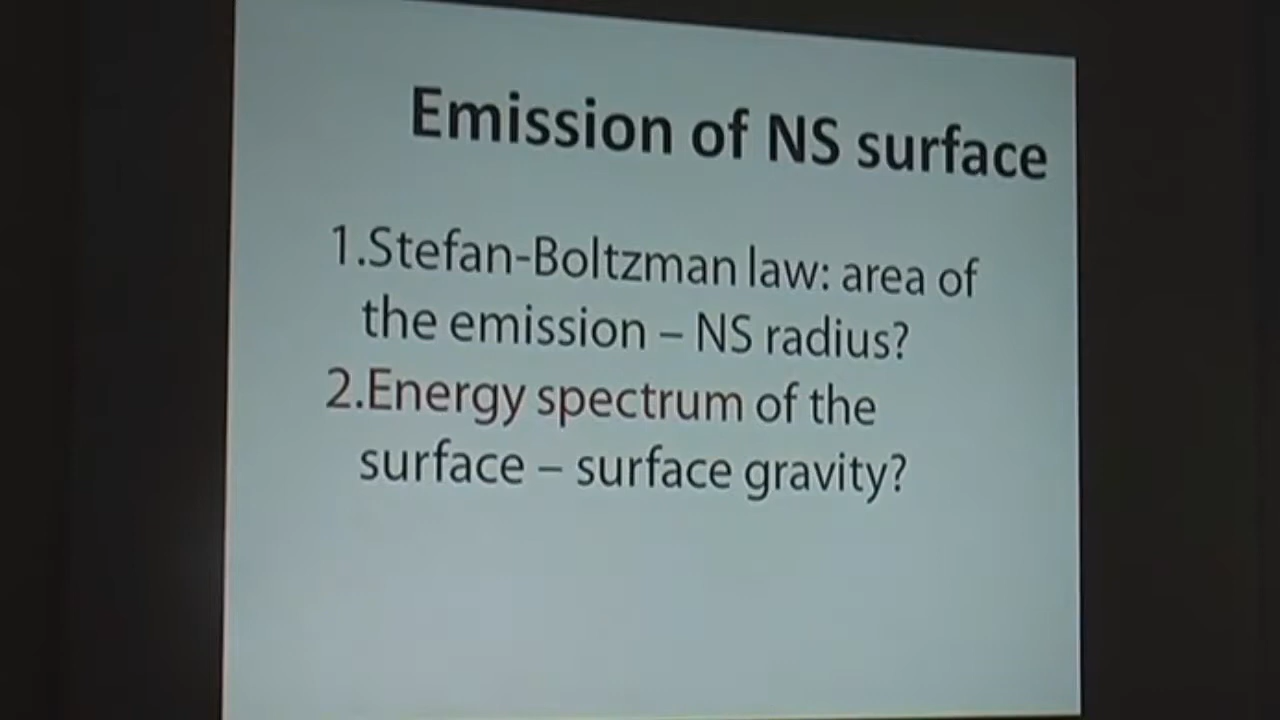 Emission of NS surface
1.Stefan-Boltzman law: area of
the emission – NS radius?
2.Energy spectrum of the
surface – surface gravity?